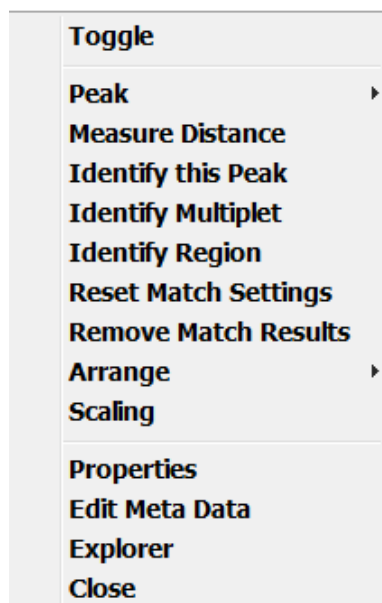 Toggle
Peak
Measure Distance
Identify this Peak
Identify Multiplet
Identify Region
Reset Match Settings
Remove Match Results
Arrange
Scaling
Properties
Edit Meta Data
Explorer
Close